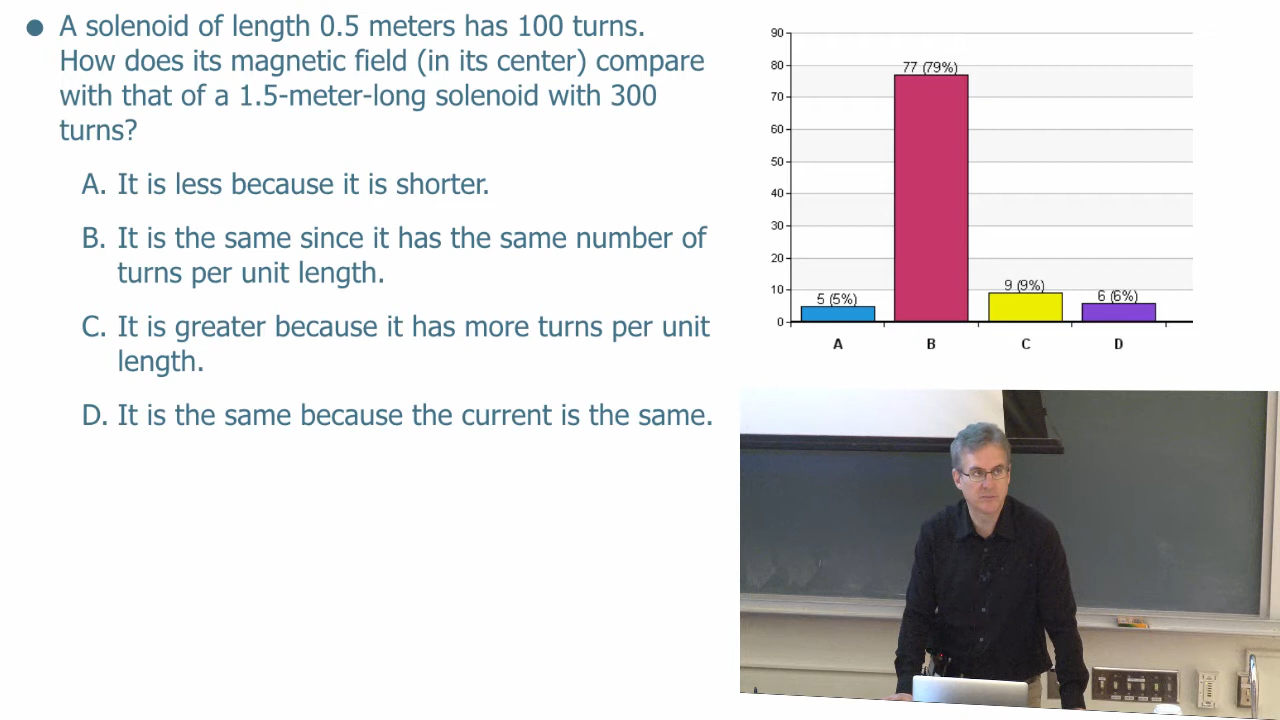 ● A solenoid of length 0.5 meters has 100 turns.
How does its magnetic field (in its center) compare
with that of a 1.5-meter-long solenoid with 300
turns?
A. It is less because it is shorter.
B. It is the same since it has the same number of
turns per unit length.
C. It is greater because it has more turns per unit
length.
D. It is the same because the current is the same.
90
80
70
60
50
40
30
20
10
0
5 (5%)
77 (79%)
9 (9%)
6 (6%)
A
B
C
D